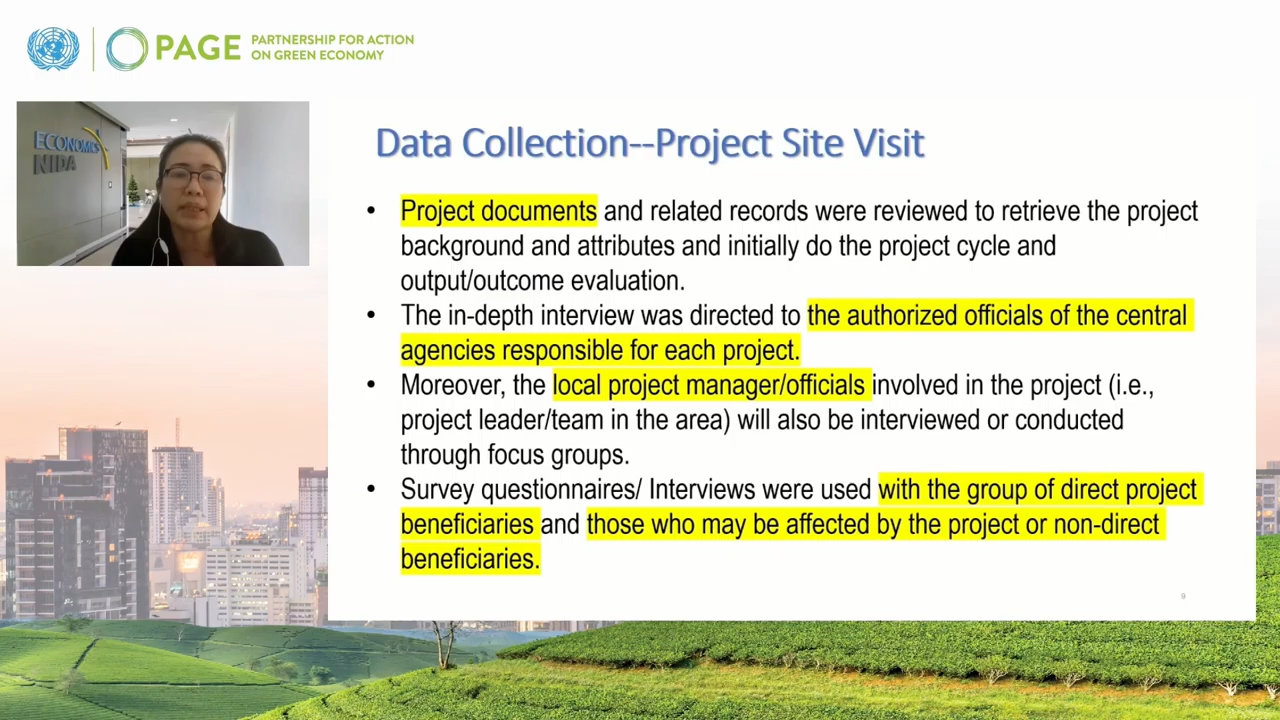 PAGE
PARTNERSHIP FOR ACTION
ON GREEN ECONOMY
ECONOMICS
NIDA
Data Collection--Project Site Visit
• Project documents and related records were reviewed to retrieve the project
background and attributes and initially do the project cycle and
output/outcome evaluation.
• The in-depth interview was directed to the authorized officials of the central
agencies responsible for each project.
• Moreover, the local project manager/officials involved in the project (i.e.,
project leader/team in the area) will also be interviewed or conducted
through focus groups.
• Survey questionnaires/ Interviews were used with the group of direct project
beneficiaries and those who may be affected by the project or non-direct
beneficiaries.